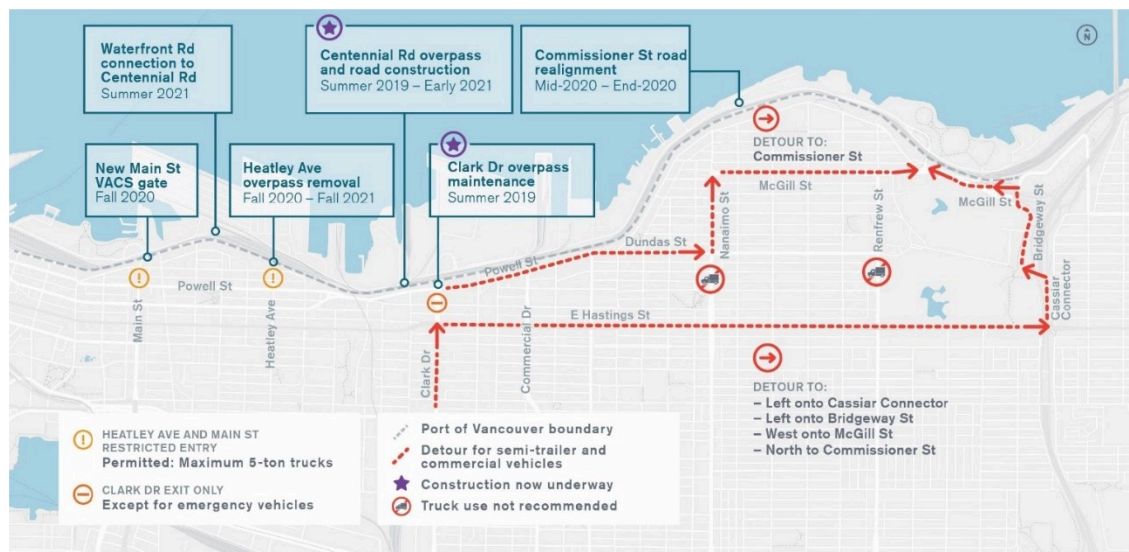 Waterfront Rd
connection to
Centennial Rd
Summer 2021
Centennial Rd overpass
and road construction
Summer 2019 – Early 2021
Commissioner St road
realignment
Mid-2020 – End-2020
N
New Main St
VACS gate
Fall 2020
Heatley Ave
overpass removal
Fall 2020 – Fall 2021
Clark Dr overpass
maintenance
Summer 2019
DETOUR TO:
Commissioner St
McGill St
McGill St
Bridgeway St
Nanaimo St
Renfrew St
Dundas St
Powell St
Powell St
Main St
Heatley Ave
E Hastings St
Cassiar
Connector
Clark Dr
Commercial Dr
DETOUR TO:
– Left onto Cassiar Connector
– Left onto Bridgeway St
– West onto McGill St
– North to Commissioner St
HEATLEY AVE AND MAIN ST
RESTRICTED ENTRY
Permitted: Maximum 5-ton trucks
CLARK DR EXIT ONLY
Except for emergency vehicles
Port of Vancouver boundary
Detour for semi-trailer and
commercial vehicles
Construction now underway
Truck use not recommended